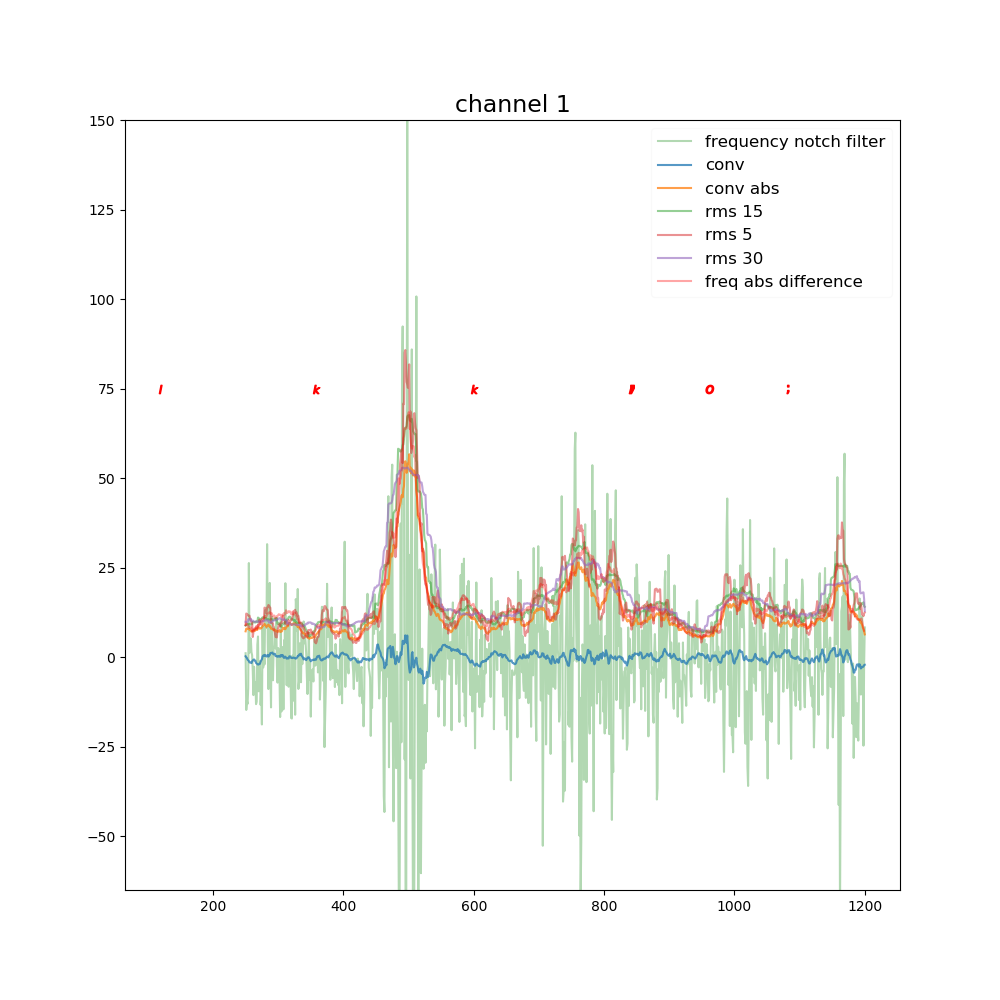 channel 1
150
125
100
75
50
25
0
−25
−50
200 400 600 800 1000 1200
frequency notch filter
conv
conv abs
rms 15
rms 5
rms 30
freq abs difference
k k o ;